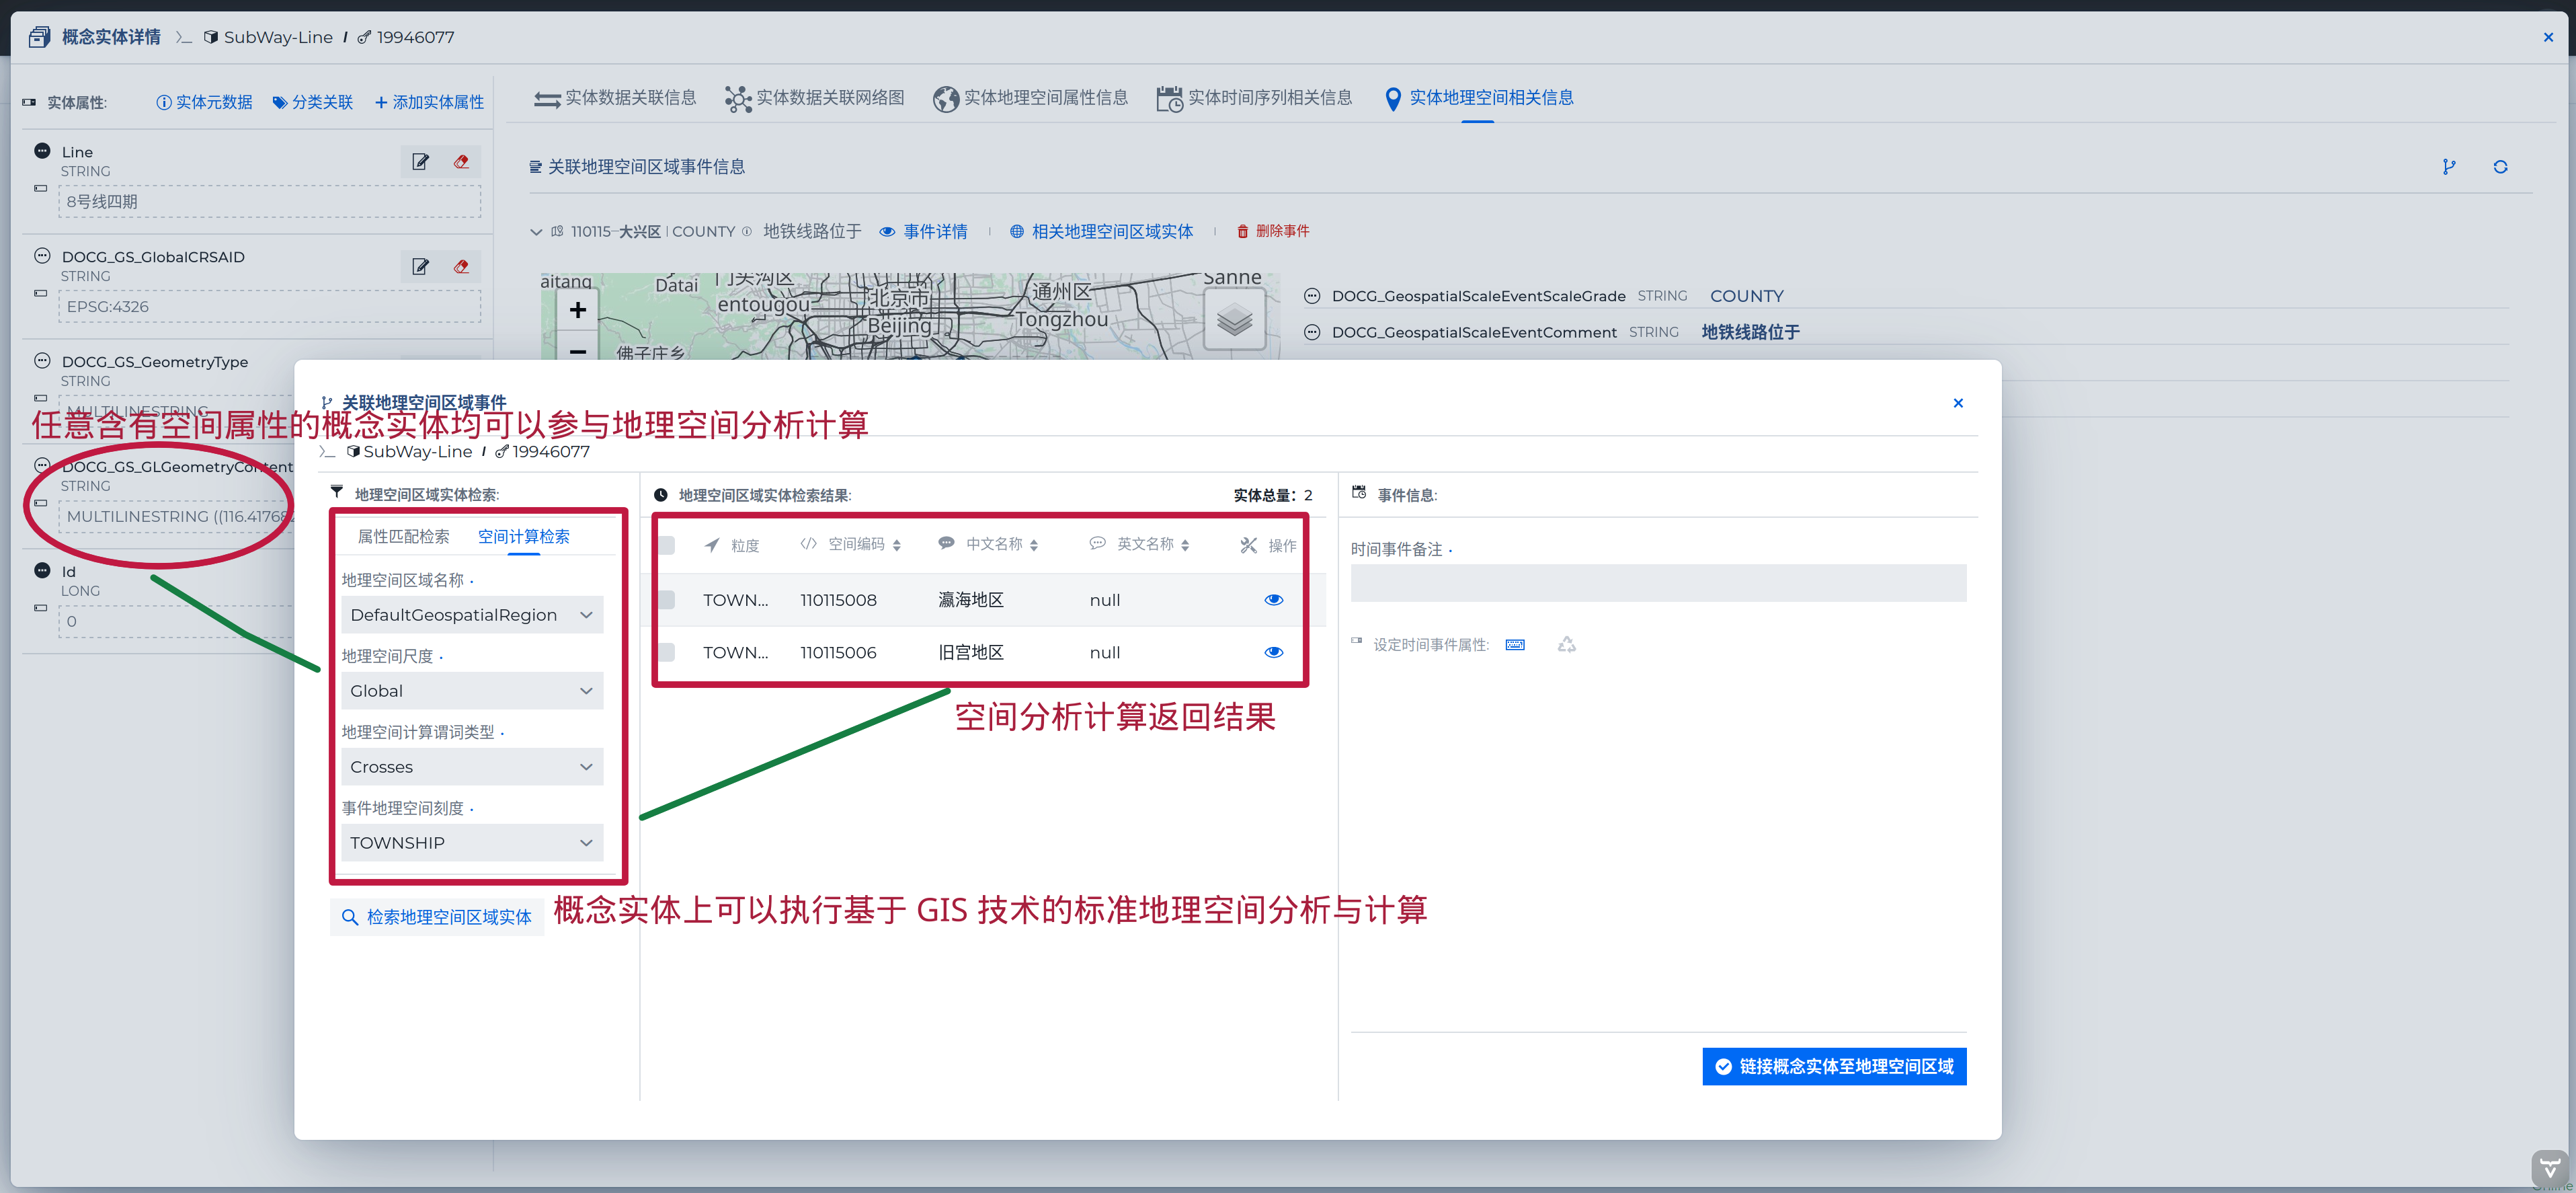 概念实体详情 SubWay-Line / 19946077
实体属性: 实体元数据 分类关联 + 添加实体属性
实体数据关联信息 实体数据关联网络图 实体地理空间属性信息 实体时间序列相关信息 实体地理空间相关信息
Line
STRING
8号线四期
DOCG_GS_GlobalCRSAID
STRING
EPSG:4326
DOCG_GS_GeometryType
STRING
MULTILINESTRING
任意含有空间属性的概念实体均可以参与地理空间分析计算
DOCG_GS_GLGeometryContent
STRING
MULTILINESTRING ((116.417682
Id
LONG
0
关联地理空间区域事件信息
110115-大兴区 | COUNTY 地铁线路位于 事件详情 相关地理空间区域实体 删除事件
aitang Datai 门头沟区 Sanhe
entougou 北京市 通州区
Beijing Tongzhou
佛子庄乡
+
−
DOCG_GeospatialScaleEventScaleGrade STRING COUNTY
DOCG_GeospatialScaleEventComment STRING 地铁线路位于
关联地理空间区域事件
SubWay-Line / 19946077
地理空间区域实体检索:
属性匹配检索 空间计算检索
地理空间区域名称
DefaultGeospatialRegion
地理空间尺度
Global
地理空间计算谓词类型
Crosses
事件地理空间刻度
TOWNSHIP
检索地理空间区域实体
概念实体上可以执行基于 GIS 技术的标准地理空间分析与计算
地理空间区域实体检索结果: 实体总量: 2
粒度 空间编码 中文名称 英文名称 操作
TOWN... 110115008 瀛海地区 null
TOWN... 110115006 旧宫地区 null
空间分析计算返回结果
事件信息:
时间事件备注
设定时间事件属性:
链接概念实体至地理空间区域